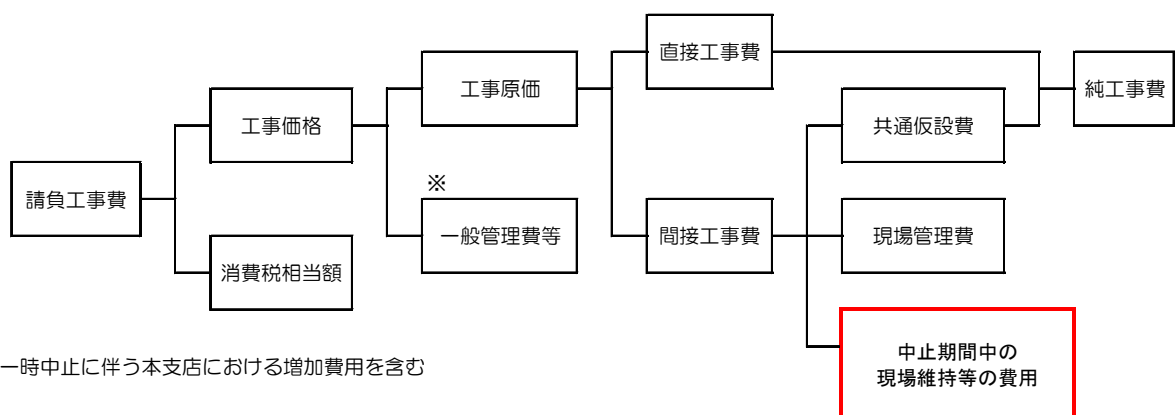 直接工事費
工事原価
純工事費
工事価格
共通仮設費
※
請負工事費
一般管理費等
間接工事費
現場管理費
消費税相当額
中止期間中の
現場維持等の費用
一時中止に伴う本支店における増加費用を含む